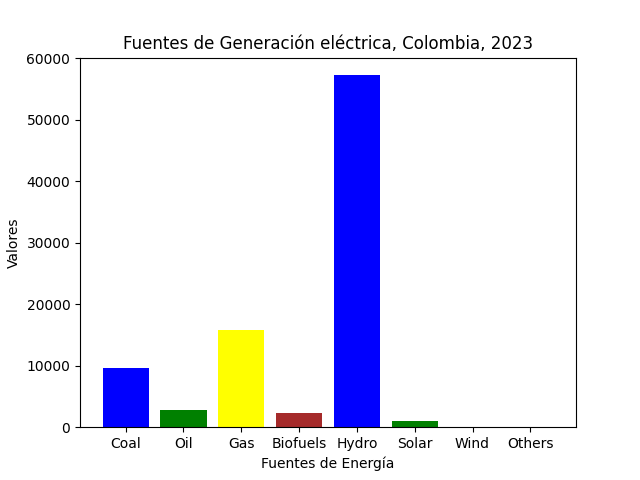 Fuentes de Generación eléctrica, Colombia, 2023
60000
50000
40000
30000
20000
10000
0
Valores
Coal Oil Gas Biofuels Hydro Solar Wind Others
Fuentes de Energía